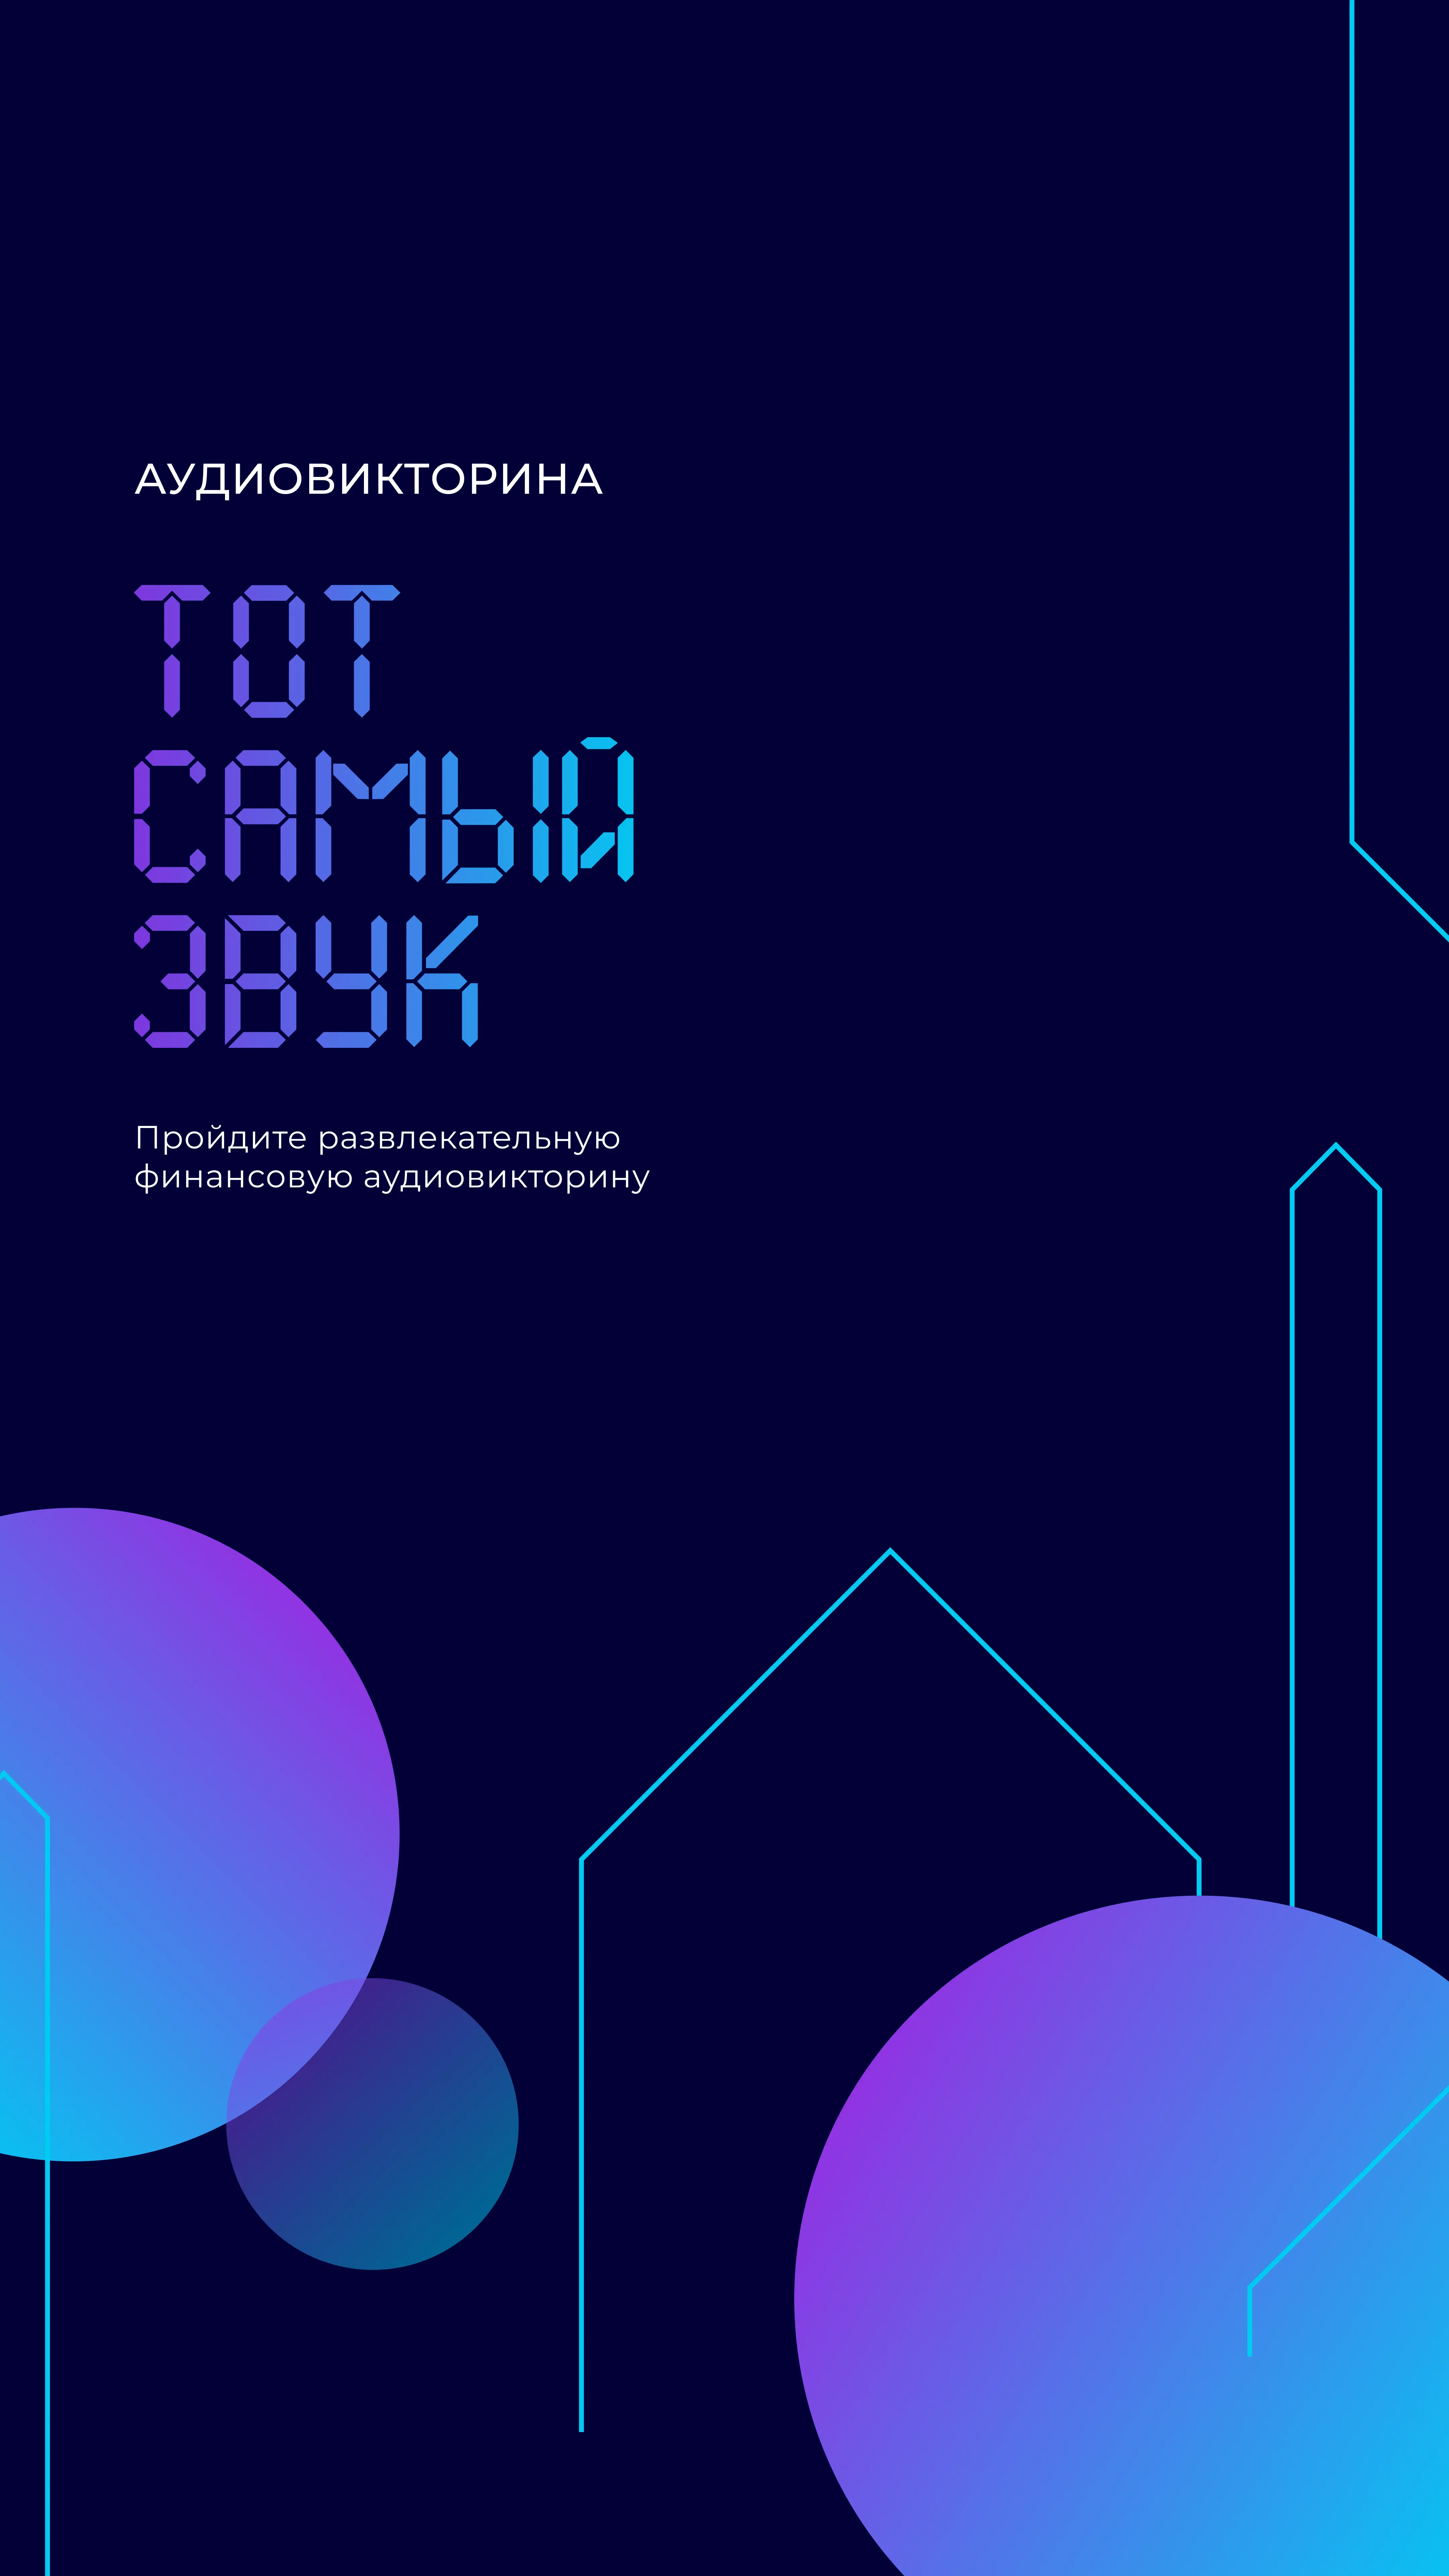 АУДИОВИКТОРИНА
ТОТ
САМЫЙ
ЗВУК
Пройдите развлекательную
финансовую аудиовикторину